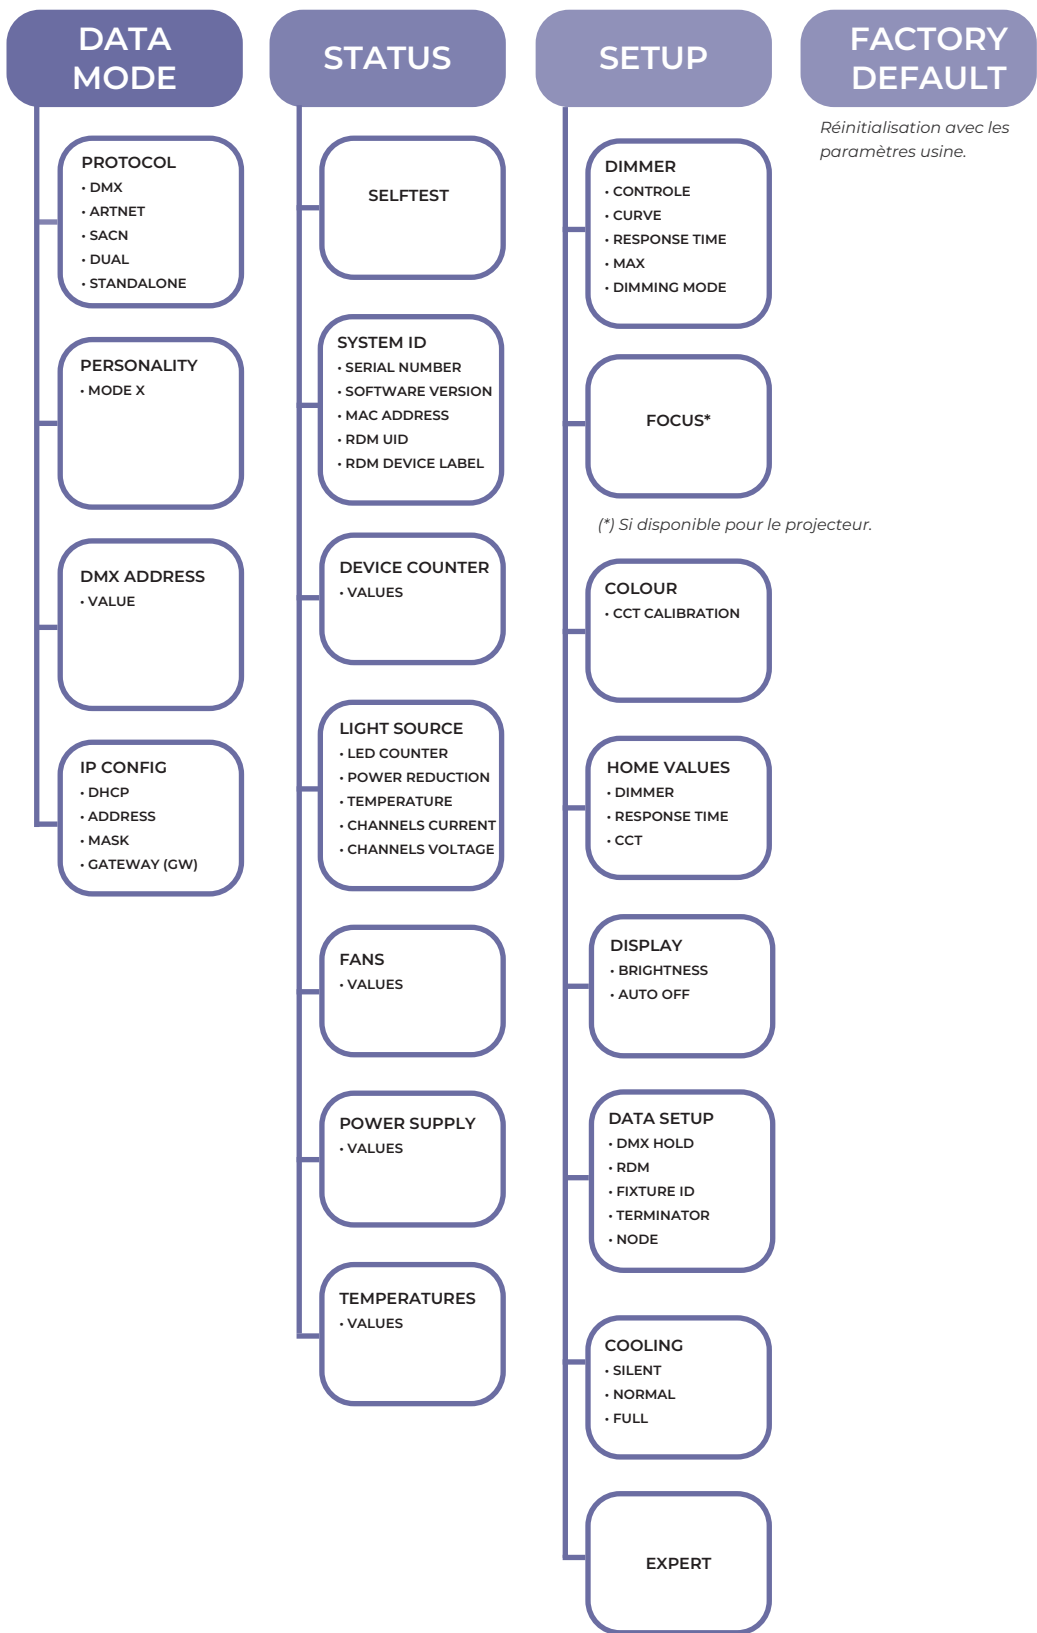 DATA
MODE
PROTOCOL
• DMX
• ARTNET
• SACN
• DUAL
• STANDALONE
PERSONALITY
• MODE X
DMX ADDRESS
• VALUE
IP CONFIG
• DHCP
• ADDRESS
• MASK
• GATEWAY (GW)
STATUS
SELFTEST
SYSTEM ID
• SERIAL NUMBER
• SOFTWARE VERSION
• MAC ADDRESS
• RDM UID
• RDM DEVICE LABEL
DEVICE COUNTER
• VALUES
LIGHT SOURCE
• LED COUNTER
• POWER REDUCTION
• TEMPERATURE
• CHANNELS CURRENT
• CHANNELS VOLTAGE
FANS
• VALUES
POWER SUPPLY
• VALUES
TEMPERATURES
• VALUES
SETUP
DIMMER
• CONTROLE
• CURVE
• RESPONSE TIME
• MAX
• DIMMING MODE
FOCUS*
(*) Si disponible pour le projecteur.
COLOUR
• CCT CALIBRATION
HOME VALUES
• DIMMER
• RESPONSE TIME
• CCT
DISPLAY
• BRIGHTNESS
• AUTO OFF
DATA SETUP
• DMX HOLD
• RDM
• FIXTURE ID
• TERMINATOR
• NODE
COOLING
• SILENT
• NORMAL
• FULL
EXPERT
FACTORY
DEFAULT
Réinitialisation avec les
paramètres usine.